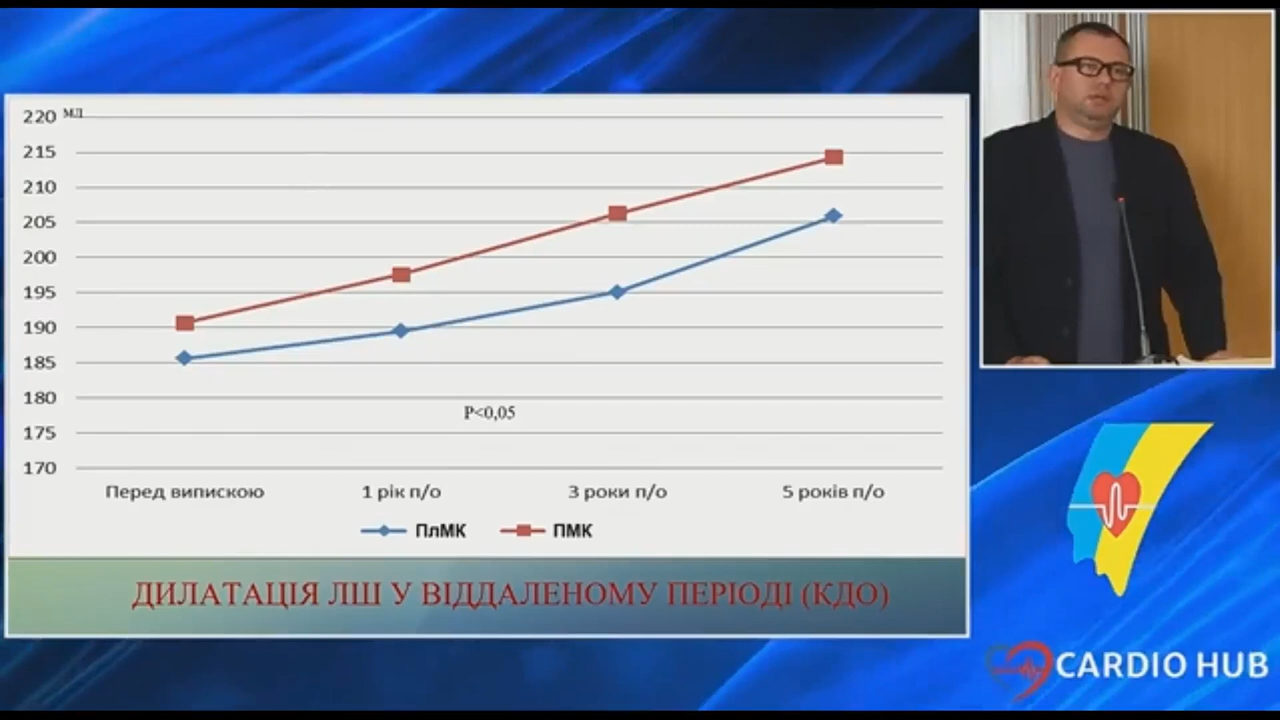 220 мл
215
210
205
200
195
190
185
180
175
170
P<0,05
Перед випискою 1 рік п/о 3 роки п/о 5 років п/о
ПлМК ПМК
ДИЛАТАЦІЯ ЛШ У ВІДДАЛЕНОМУ ПЕРІОДІ (КДО)
CARDIO HUB